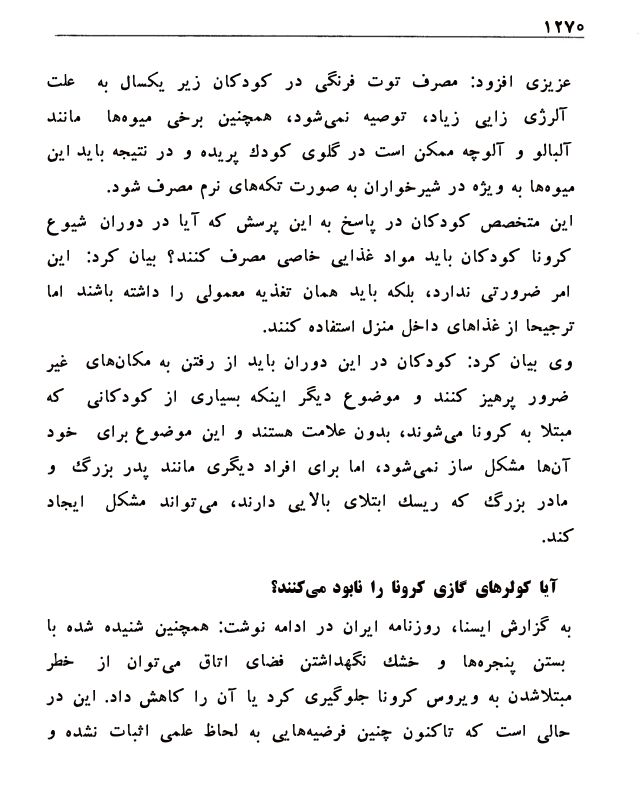 ۱۲۷۰
عزیزی افزود: مصرف توت فرنگی در کودکان زیر یکسال به علت
آلرژی زایی زیاد، توصیه نمی‌شود، همچنین برخی میوه‌ها مانند
آلبالو و آلوچه ممکن است در گلوی کودك پریده و در نتیجه باید این
میوه‌ها به ویژه در شیرخواران به صورت تکه‌های نرم مصرف شود.
این متخصص کودکان در پاسخ به این پرسش که آیا در دوران شیوع
کرونا کودکان باید مواد غذایی خاصی مصرف کنند؟ بیان کرد: این
امر ضرورتی ندارد، بلکه باید همان تغذیه معمولی را داشته باشند اما
ترجیحا از غذاهای داخل منزل استفاده کنند.
وی بیان کرد: کودکان در این دوران باید از رفتن به مکان‌های غیر
ضرور پرهیز کنند و موضوع دیگر اینکه بسیاری از کودکانی که
مبتلا به کرونا می‌شوند، بدون علامت هستند و این موضوع برای خود
آن‌ها مشکل ساز نمی‌شود، اما برای افراد دیگری مانند پدر بزرگ و
مادر بزرگ که ریسك ابتلای بالایی دارند، می‌تواند مشکل ایجاد
کند.
آیا کولرهای گازی کرونا را نابود می‌کنند؟
به گزارش ایسنا، روزنامه ایران در ادامه نوشت: همچنین شنیده شده با
بستن پنجره‌ها و خشك نگهداشتن فضای اتاق می‌توان از خطر
مبتلاشدن به ویروس کرونا جلوگیری کرد یا آن را کاهش داد. این در
حالی است که تاکنون چنین فرضیه‌هایی به لحاظ علمی اثبات نشده و